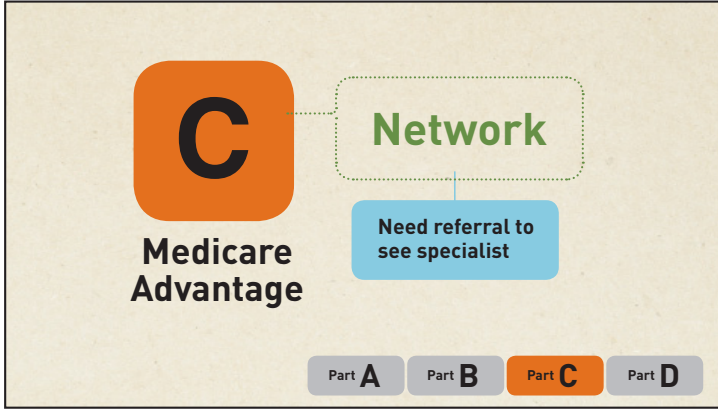 C
Network
Need referral to
see specialist
Medicare
Advantage
Part A
Part B
Part C
Part D